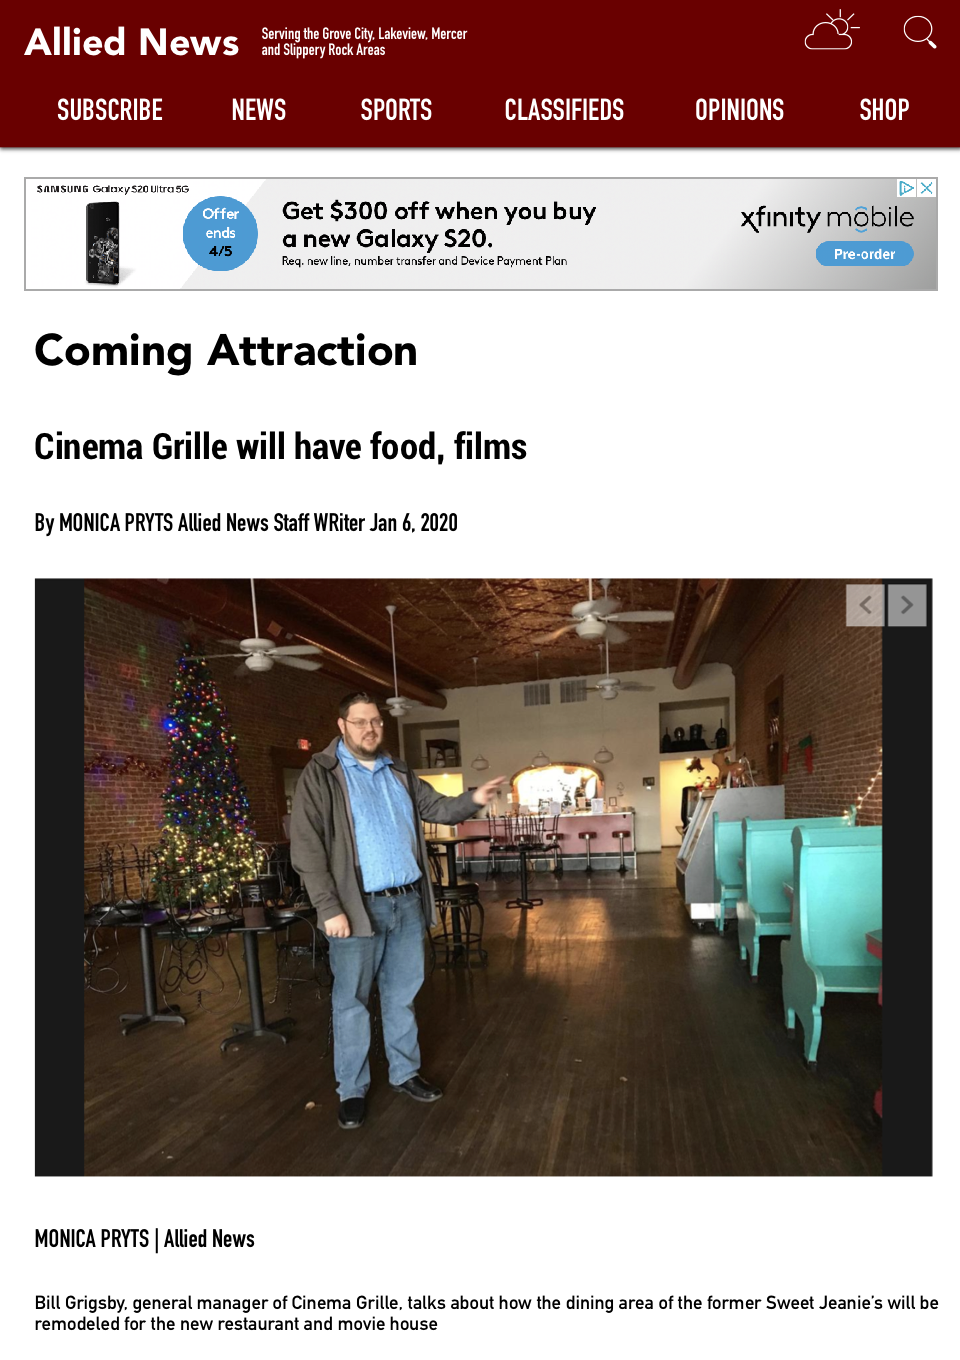 Allied News
Serving the Grove City, Lakeview, Mercer
and Slippery Rock Areas
SUBSCRIBE NEWS SPORTS CLASSIFIEDS OPINIONS SHOP
SAMSUNG Galaxy S20 Ultra 5G
Offer
ends
4/5
Get $300 off when you buy
a new Galaxy S20.
Req. new line, number transfer and Device Payment Plan
xfinity mobile
Pre-order
Coming Attraction
Cinema Grille will have food, films
By MONICA PRYTS Allied News Staff WRiter Jan 6, 2020
MONICA PRYTS | Allied News
Bill Grigsby, general manager of Cinema Grille, talks about how the dining area of the former Sweet Jeanie's will be
remodeled for the new restaurant and movie house